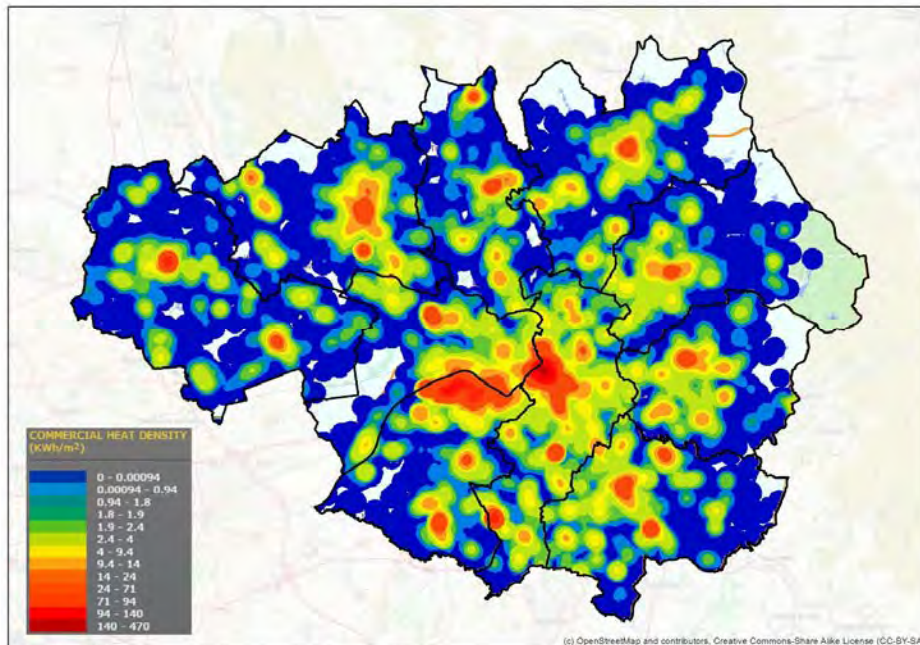 COMMERCIAL HEAT DENSITY
(KWh/m²)
0 - 0.00094
0.00094 - 0.94
0.94 - 1.8
1.8 - 1.9
1.9 - 2.4
2.4 - 4
4 - 9.4
9.4 - 14
14 - 24
24 - 71
71 - 94
94 - 140
140 - 470
(c) OpenStreetMap and contributors, Creative Commons-Share Alike License (CC-BY-SA